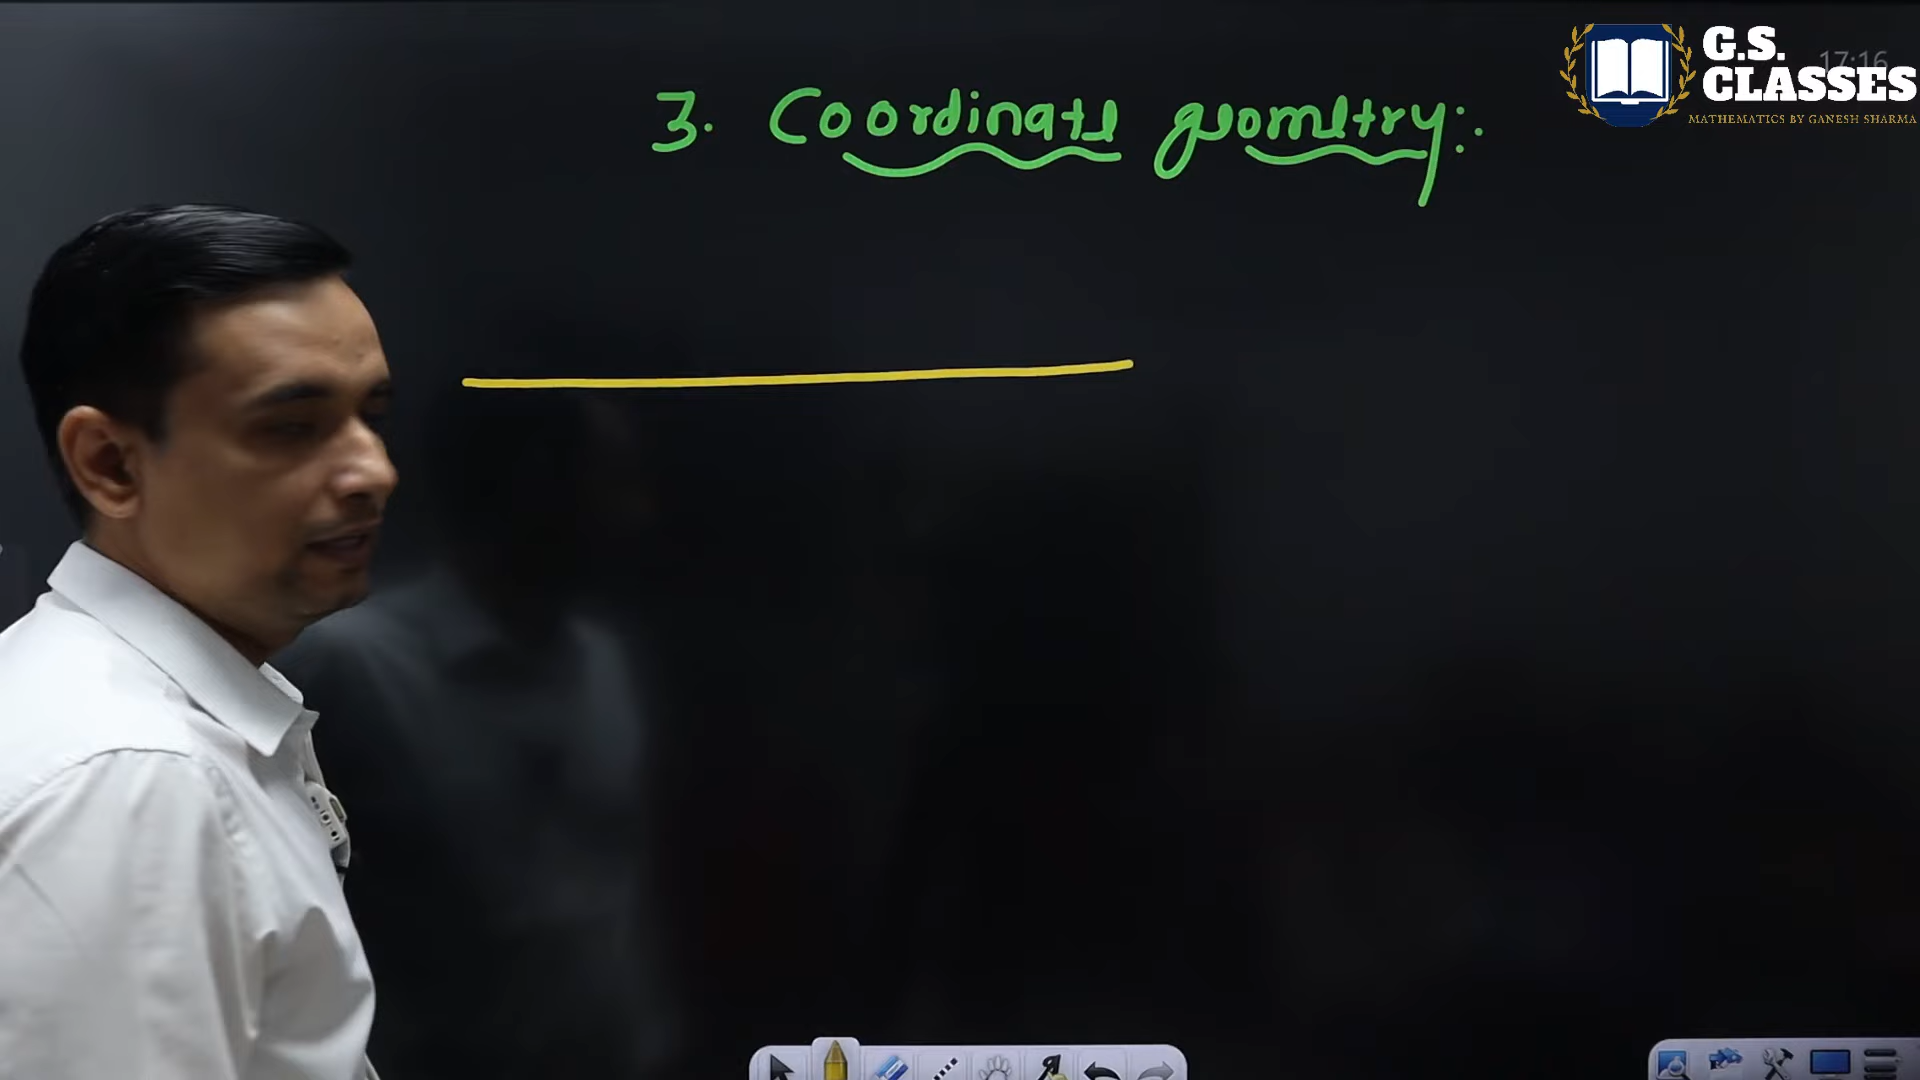 G.S.
CLASSES
17:16
MATHEMATICS BY GANESH SHARMA
3. Coordinate geometry:.